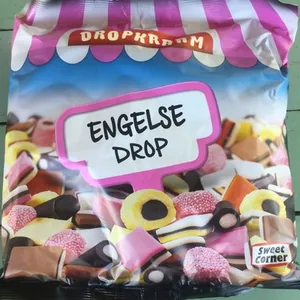 DROPKRAAM
ENGELSE
DROP
Sweet
Corner